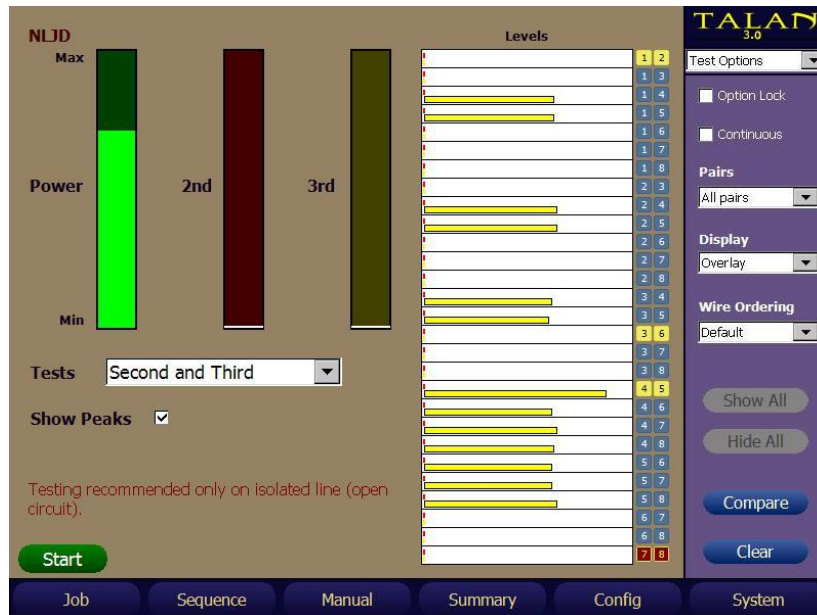 NLJD
Levels
TALAN
3.0
Max
Power
2nd
3rd
Min
Tests
Second and Third
Show Peaks
Testing recommended only on isolated line (open
circuit).
Start
1 2
1 3
1 4
1 5
1 6
1 7
1 8
2 3
2 4
2 5
2 6
2 7
2 8
3 4
3 5
3 6
3 7
3 8
4 5
4 6
4 7
4 8
5 6
5 7
5 8
6 7
6 8
7 8
Test Options
Option Lock
Continuous
Pairs
All pairs
Display
Overlay
Wire Ordering
Default
Show All
Hide All
Compare
Clear
Job
Sequence
Manual
Summary
Config
System